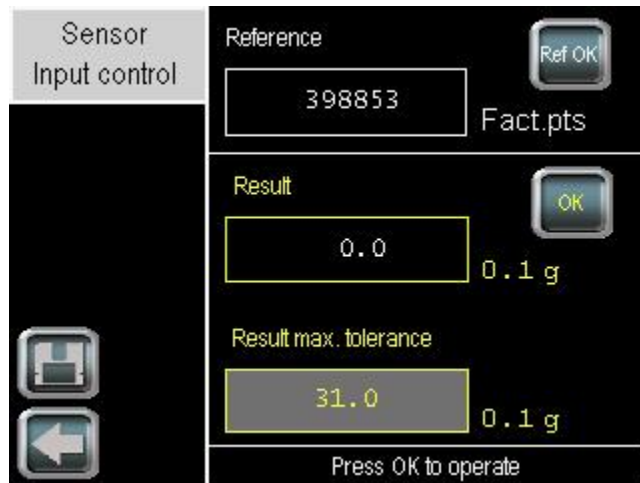 Sensor
Input control
Reference
Ref OK
398853
Fact.pts
Result
OK
0.0
0.1 g
Result max. tolerance
31.0
0.1 g
Press OK to operate